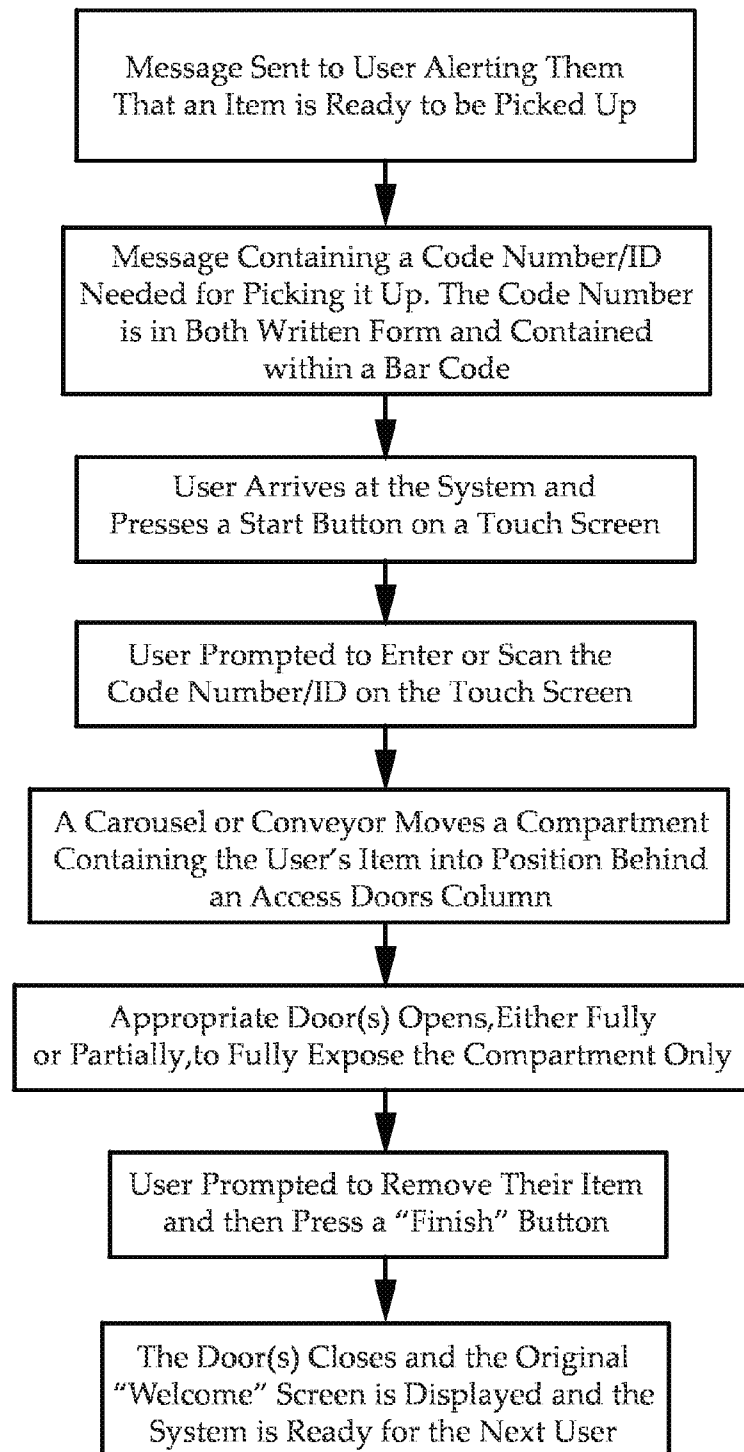 Message Sent to User Alerting Them
That an Item is Ready to be Picked Up
Message Containing a Code Number/ID
Needed for Picking it Up. The Code Number
is in Both Written Form and Contained
within a Bar Code
User Arrives at the System and
Presses a Start Button on a Touch Screen
User Prompted to Enter or Scan the
Code Number/ID on the Touch Screen
A Carousel or Conveyor Moves a Compartment
Containing the User's Item into Position Behind
an Access Doors Column
Appropriate Door(s) Opens,Either Fully
or Partially,to Fully Expose the Compartment Only
User Prompted to Remove Their Item
and then Press a “Finish” Button
The Door(s) Closes and the Original
“Welcome” Screen is Displayed and the
System is Ready for the Next User